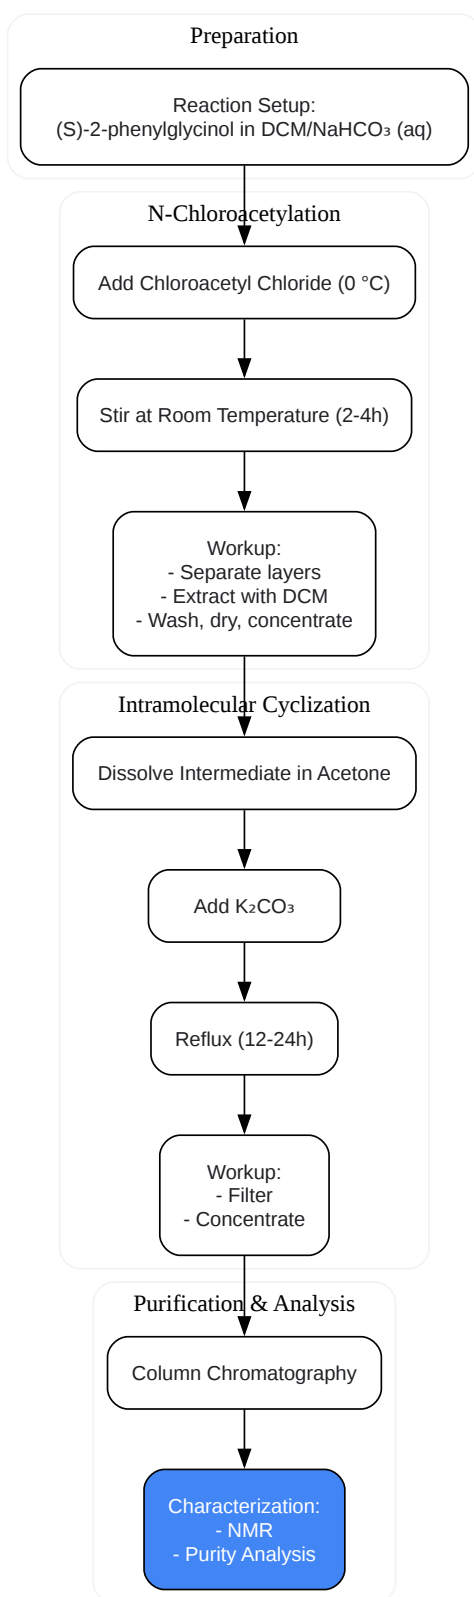 Preparation
Reaction Setup:
(S)-2-phenylglycinol in DCM/NaHCO₃ (aq)
N-Chloroacetylation
Add Chloroacetyl Chloride (0 °C)
Stir at Room Temperature (2-4h)
Workup:
- Separate layers
- Extract with DCM
- Wash, dry, concentrate
Intramolecular Cyclization
Dissolve Intermediate in Acetone
Add K₂CO₃
Reflux (12-24h)
Workup:
- Filter
- Concentrate
Purification & Analysis
Column Chromatography
Characterization:
- NMR
- Purity Analysis